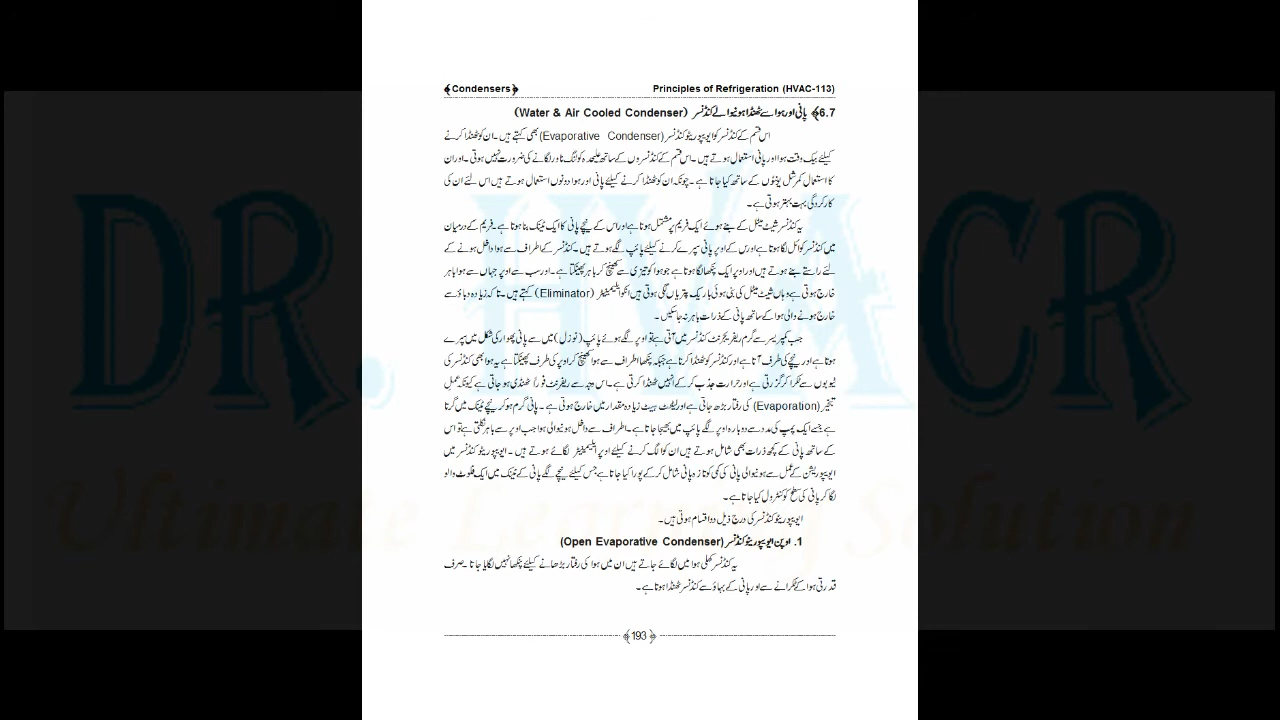 ﴿Condensers﴾ Principles of Refrigeration (HVAC-113)
6.7﴾ پانی اور ہوا سے ٹھنڈا ہونیوالے کنڈنسر (Water & Air Cooled Condenser)
اس قسم کے کنڈنسر کو ایویپوریٹو کنڈنسر (Evaporative Condenser) بھی کہتے ہیں۔ ان کو ٹھنڈا کرنے
کیلئے بیک وقت ہوا اور پانی استعمال ہوتے ہیں۔ اس قسم کے کنڈنسروں کے ساتھ علیحدہ کولنگ ٹاور لگانے کی ضرورت نہیں ہوتی۔ اور ان
کا استعمال کمرشل یونٹوں کے ساتھ کیا جاتا ہے۔ چونکہ ان کو ٹھنڈا کرنے کیلئے پانی اور ہوا دونوں استعمال ہوتے ہیں اس لئے ان کی
کارکردگی بہت بہتر ہوتی ہے۔
یہ کنڈنسر شیٹ میٹل کے بنے ہوئے ایک فریم پر مشتمل ہوتا ہے اور اس کے نیچے پانی کا ایک ٹینک بنا ہوتا ہے۔ فریم کے درمیان
میں کنڈنسر کوائل لگا ہوتا ہے اور اس کے اوپر پانی سپرے کرنے کیلئے پائپ لگے ہوتے ہیں۔ کنڈنسر کے اطراف سے ہوا داخل ہونے کے
لئے راستے بنے ہوتے ہیں اور اوپر ایک پنکھا لگا ہوتا ہے جو ہوا کو تیزی سے کھینچ کر باہر پھینکتا ہے۔ اور سب سے اوپر جہاں سے ہوا باہر
خارج ہوتی ہے وہاں شیٹ میٹل کی بنی ہوئی باریک پتریاں لگی ہوتی ہیں انکو ایلیمینیٹر (Eliminator) کہتے ہیں۔ تاکہ زیادہ دباؤ سے
خارج ہونے والی ہوا کے ساتھ پانی کے ذرات باہر نہ جا سکیں۔
جب کمپریسر سے گرم ریفریجرنٹ کنڈنسر میں آتی ہے تو اوپر لگے ہوئے پائپ (نوزل) میں سے پانی پھوار کی شکل میں سپرے
ہوتا ہے اور نیچے کی طرف آتا ہے اور کنڈنسر کو ٹھنڈا کرتا ہے جبکہ پنکھا اطراف سے ہوا کھینچ کر اوپر کی طرف پھینکتا ہے یہ ہوا بھی کنڈنسر کی
ٹیوبوں سے ٹکرا کر گزرتی ہے اور حرارت جذب کر کے انہیں ٹھنڈا کرتی ہے۔ اس وجہ سے ریفرنٹ فوراً ٹھنڈی ہو جاتی ہے کیونکہ عمل
تبخیر (Evaporation) کی رفتار بڑھ جاتی ہے اور لیٹنٹ ہیٹ زیادہ مقدار میں خارج ہوتی ہے۔ پانی گرم ہو کر نیچے ٹینک میں گرتا
ہے جسے ایک پمپ کی مدد سے دوبارہ اوپر لگے پائپ میں بھیجا جاتا ہے۔ اطراف سے داخل ہونیوالی ہوا جب اوپر سے باہر نکلتی ہے تو اس
کے ساتھ پانی کے کچھ ذرات بھی شامل ہوتے ہیں ان کو الگ کرنے کیلئے اوپر ایلیمینیٹر لگائے ہوتے ہیں۔ ایویپوریٹو کنڈنسر میں
ایویپوریشن کے عمل سے ہونیوالی پانی کی کمی کو تازہ پانی شامل کر کے پورا کیا جاتا ہے جس کیلئے نیچے لگے پانی کے ٹینک میں ایک فلوٹ والو
لگا کر پانی کی سطح کو کنٹرول کیا جاتا ہے۔
ایویپوریٹو کنڈنسر کی درج ذیل دو اقسام ہوتی ہیں۔
1. اوپن ایویپوریٹو کنڈنسر (Open Evaporative Condenser)
یہ کنڈنسر کھلی ہوا میں لگائے جاتے ہیں ان میں ہوا کی رفتار بڑھانے کیلئے پنکھا نہیں لگایا جاتا۔ صرف
قدرتی ہوا کے ٹکرانے سے اور پانی کے بہاؤ سے کنڈنسر ٹھنڈا ہوتا ہے۔
﴿193﴾
DR. HVACR
Ultimate Learning Solution